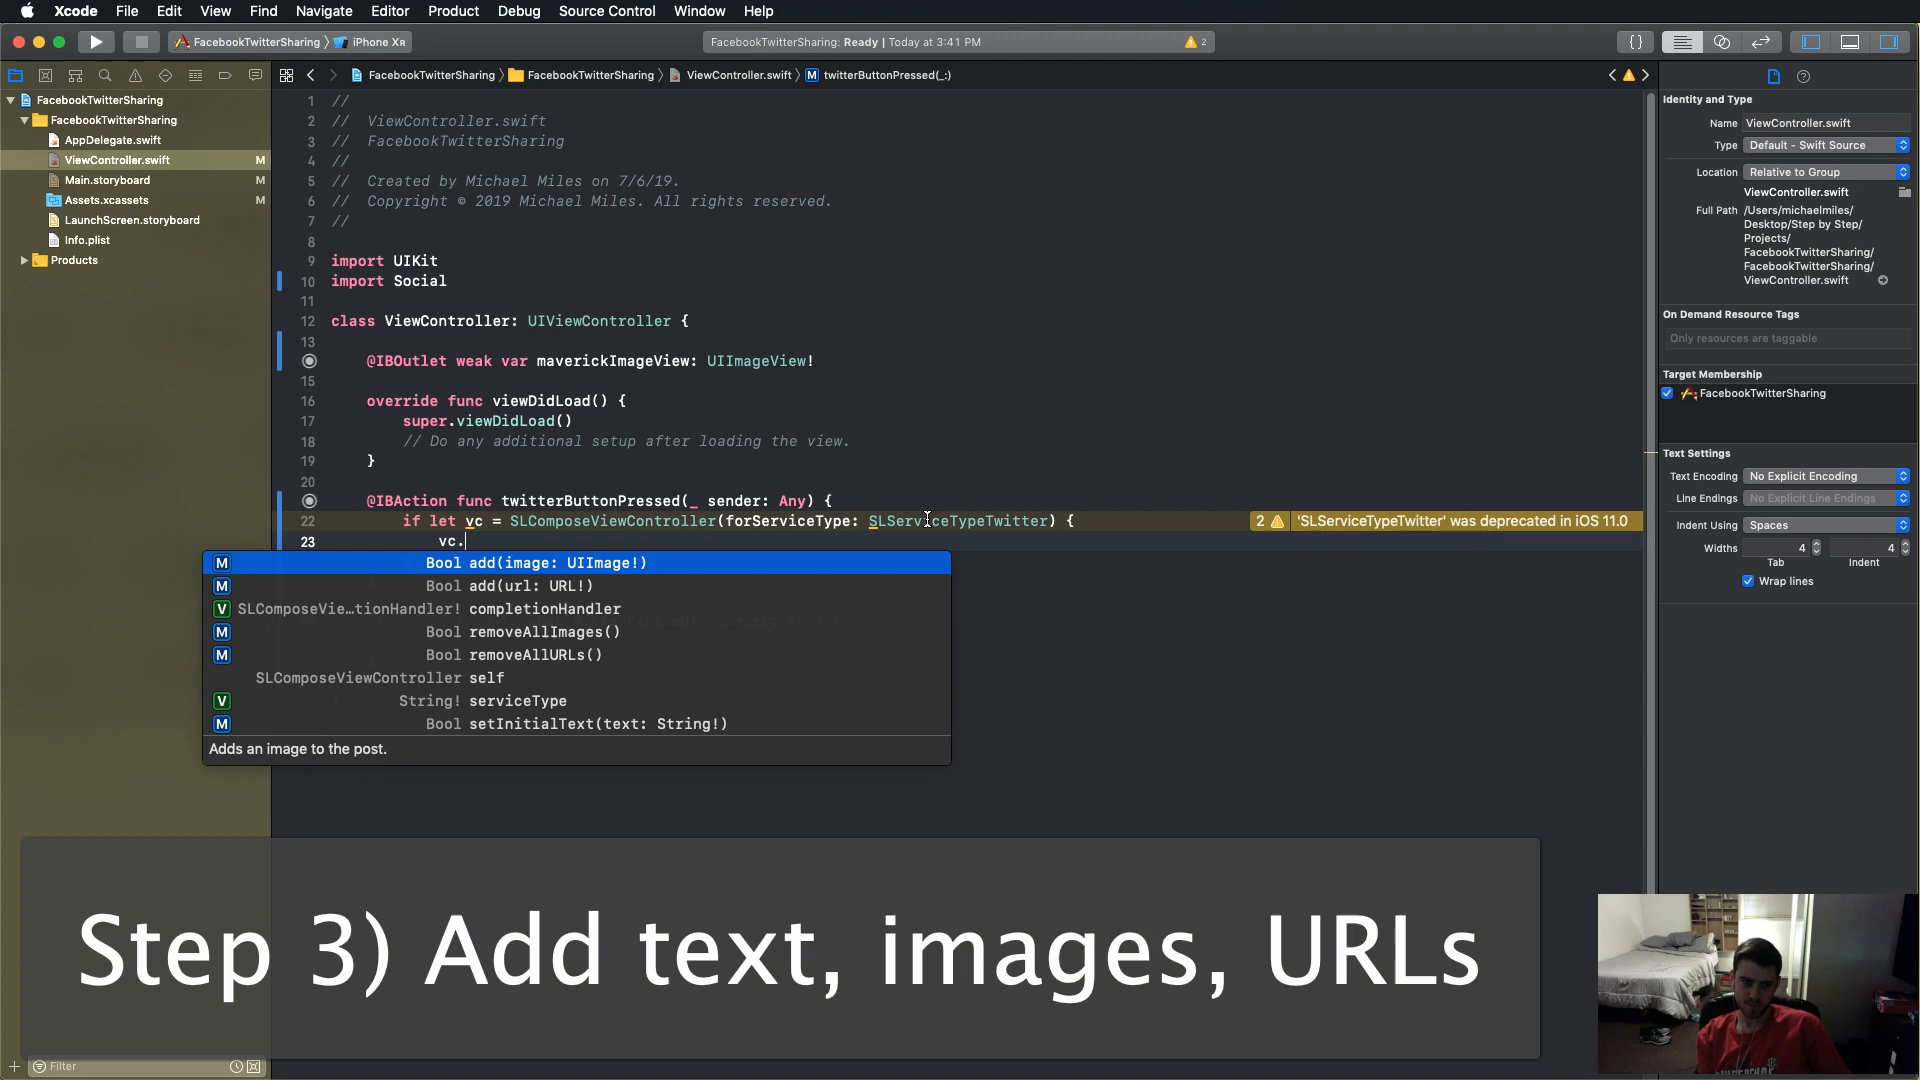 Xcode File Edit View Find Navigate Editor Product Debug Source Control Window Help
FacebookTwitterSharing iPhone XR
FacebookTwitterSharing: Ready | Today at 3:41 PM
2
FacebookTwitterSharing FacebookTwitterSharing ViewController.swift M twitterButtonPressed(_:)
FacebookTwitterSharing
FacebookTwitterSharing
AppDelegate.swift
ViewController.swift M
Main.storyboard M
Assets.xcassets M
LaunchScreen.storyboard
Info.plist
Products
Filter
1 //
2 // ViewController.swift
3 // FacebookTwitterSharing
4 //
5 // Created by Michael Miles on 7/6/19.
6 // Copyright © 2019 Michael Miles. All rights reserved.
7 //
8
9 import UIKit
10 import Social
11
12 class ViewController: UIViewController {
13
@IBOutlet weak var maverickImageView: UIImageView!
15
16 override func viewDidLoad() {
17 super.viewDidLoad()
18 // Do any additional setup after loading the view.
19 }
20
@IBAction func twitterButtonPressed(_ sender: Any) {
22 if let vc = SLComposeViewController(forServiceType: SLServiceTypeTwitter) {
2 'SLServiceTypeTwitter' was deprecated in iOS 11.0
23 vc.
M Bool add(image: UIImage!)
M Bool add(url: URL!)
V SLComposeVie…tionHandler! completionHandler
M Bool removeAllImages()
M Bool removeAllURLs()
SLComposeViewController self
V String! serviceType
M Bool setInitialText(text: String!)
Adds an image to the post.
Identity and Type
Name ViewController.swift
Type Default - Swift Source
Location Relative to Group
ViewController.swift
Full Path /Users/michaelmiles/
Desktop/Step by Step/
Projects/
FacebookTwitterSharing/
FacebookTwitterSharing/
ViewController.swift
On Demand Resource Tags
Only resources are taggable
Target Membership
FacebookTwitterSharing
Text Settings
Text Encoding No Explicit Encoding
Line Endings No Explicit Line Endings
Indent Using Spaces
Widths 4 4
Tab Indent
Wrap lines
Step 3) Add text, images, URLs